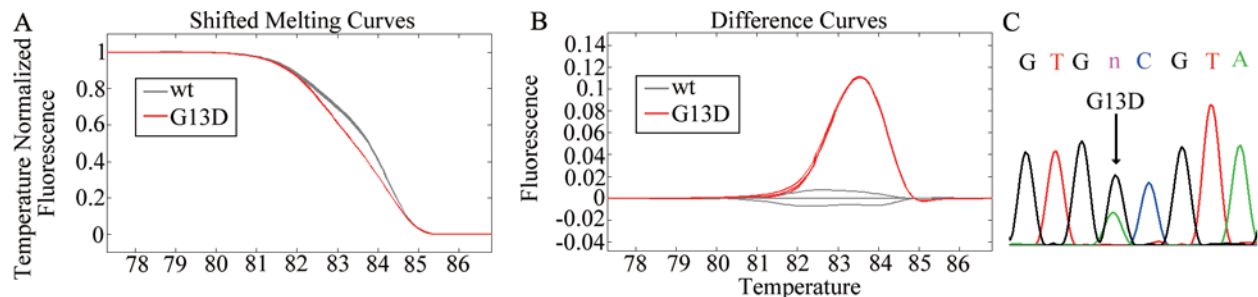 A
Shifted Melting Curves
Temperature Normalized
Fluorescence
1
0.8
0.6
0.4
0.2
0
wt
G13D
78 79 80 81 82 83 84 85 86
B
Difference Curves
Fluorescence
0.14
0.12
0.10
0.08
0.06
0.04
0.02
0
-0.02
-0.04
wt
G13D
78 79 80 81 82 83 84 85 86
Temperature
C
G T G n C G T A
G13D